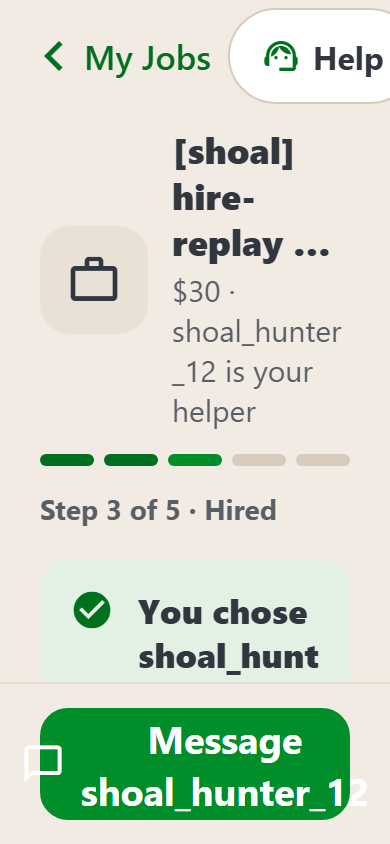 My Jobs
Help
[shoal]
hire-
replay ...
$30 ·
shoal_hunter
_12 is your
helper
Step 3 of 5 · Hired
You chose
shoal_hunt
Message
shoal_hunter_12